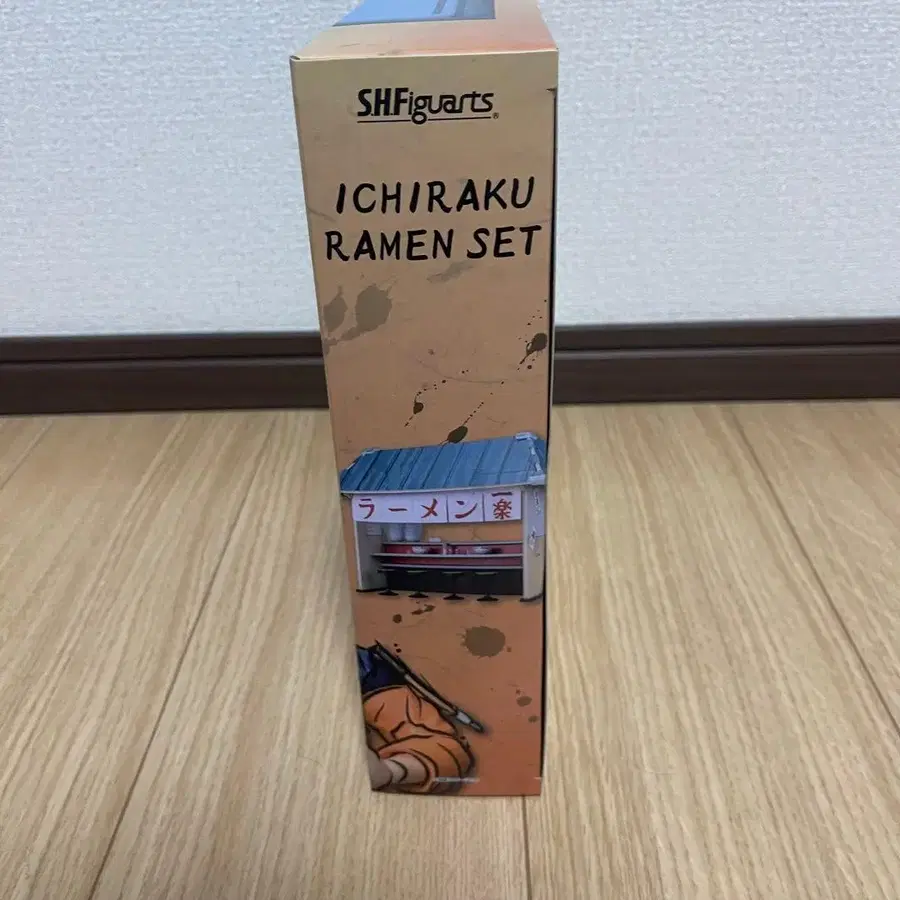 S.H.Figuarts®
ICHIRAKU
RAMEN SET
ラーメン一楽